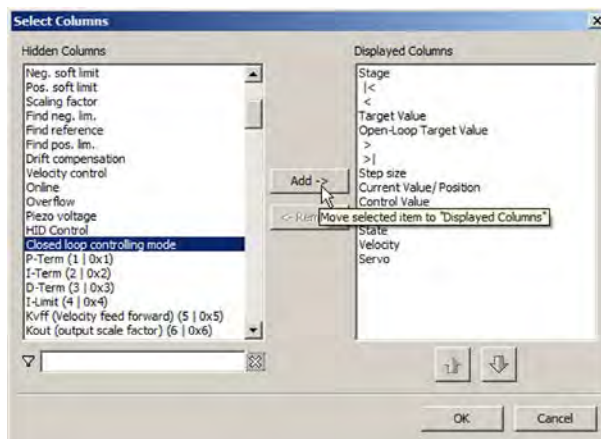 Select Columns
Hidden Columns
Neg. soft limit
Pos. soft limit
Scaling factor
Find neg. lim.
Find reference
Find pos. lim.
Drift compensation
Velocity control
Online
Overflow
Piezo voltage
HID Control
Closed loop controlling mode
P-Term (1 | 0x1)
I-Term (2 | 0x2)
D-Term (3 | 0x3)
I-Limit (4 | 0x4)
Kvff (Velocity feed forward) (5 | 0x5)
Kout (output scale factor) (6 | 0x6)
Add ->
<- Rem
Move selected item to "Displayed Columns"
Displayed Columns
Stage
|<
<
Target Value
Open-Loop Target Value
>
>|
Step size
Current Value/ Position
Control Value
State
Velocity
Servo
OK
Cancel